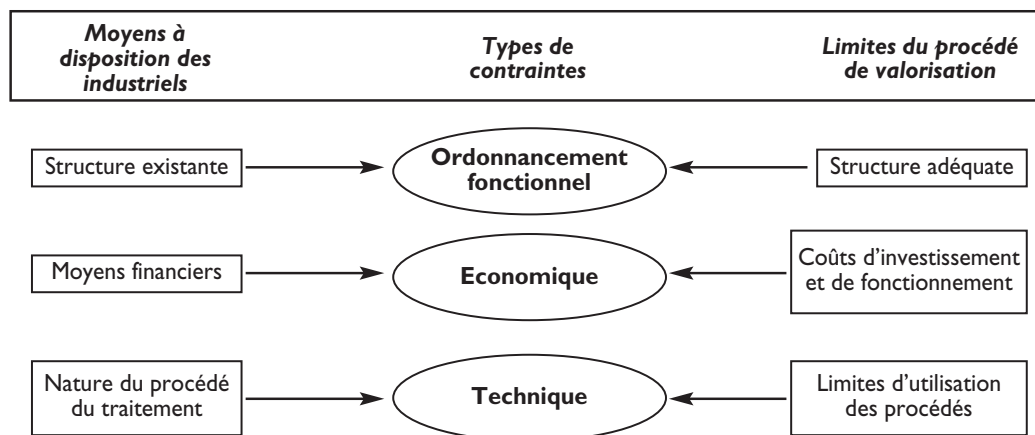 Moyens à
disposition des
industriels
Types de
contraintes
Limites du procédé
de valorisation
Structure existante
Ordonnancement
fonctionnel
Structure adéquate
Moyens financiers
Economique
Coûts d’investissement
et de fonctionnement
Nature du procédé
du traitement
Technique
Limites d’utilisation
des procédés